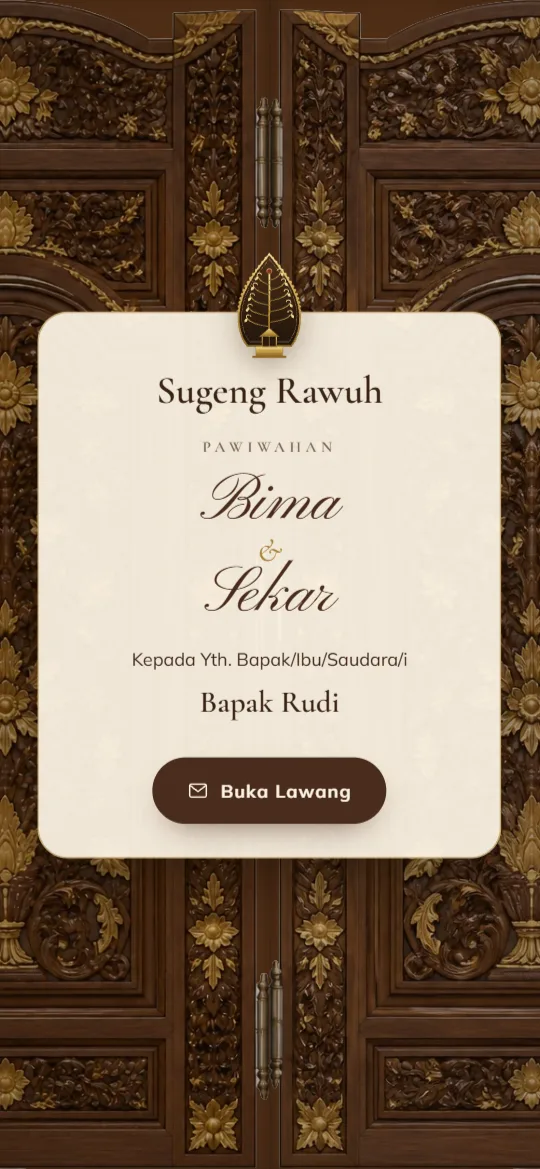 Sugeng Rawuh
PAWIWAHAN
Bima
&
Sekar
Kepada Yth. Bapak/Ibu/Saudara/i
Bapak Rudi
Buka Lawang